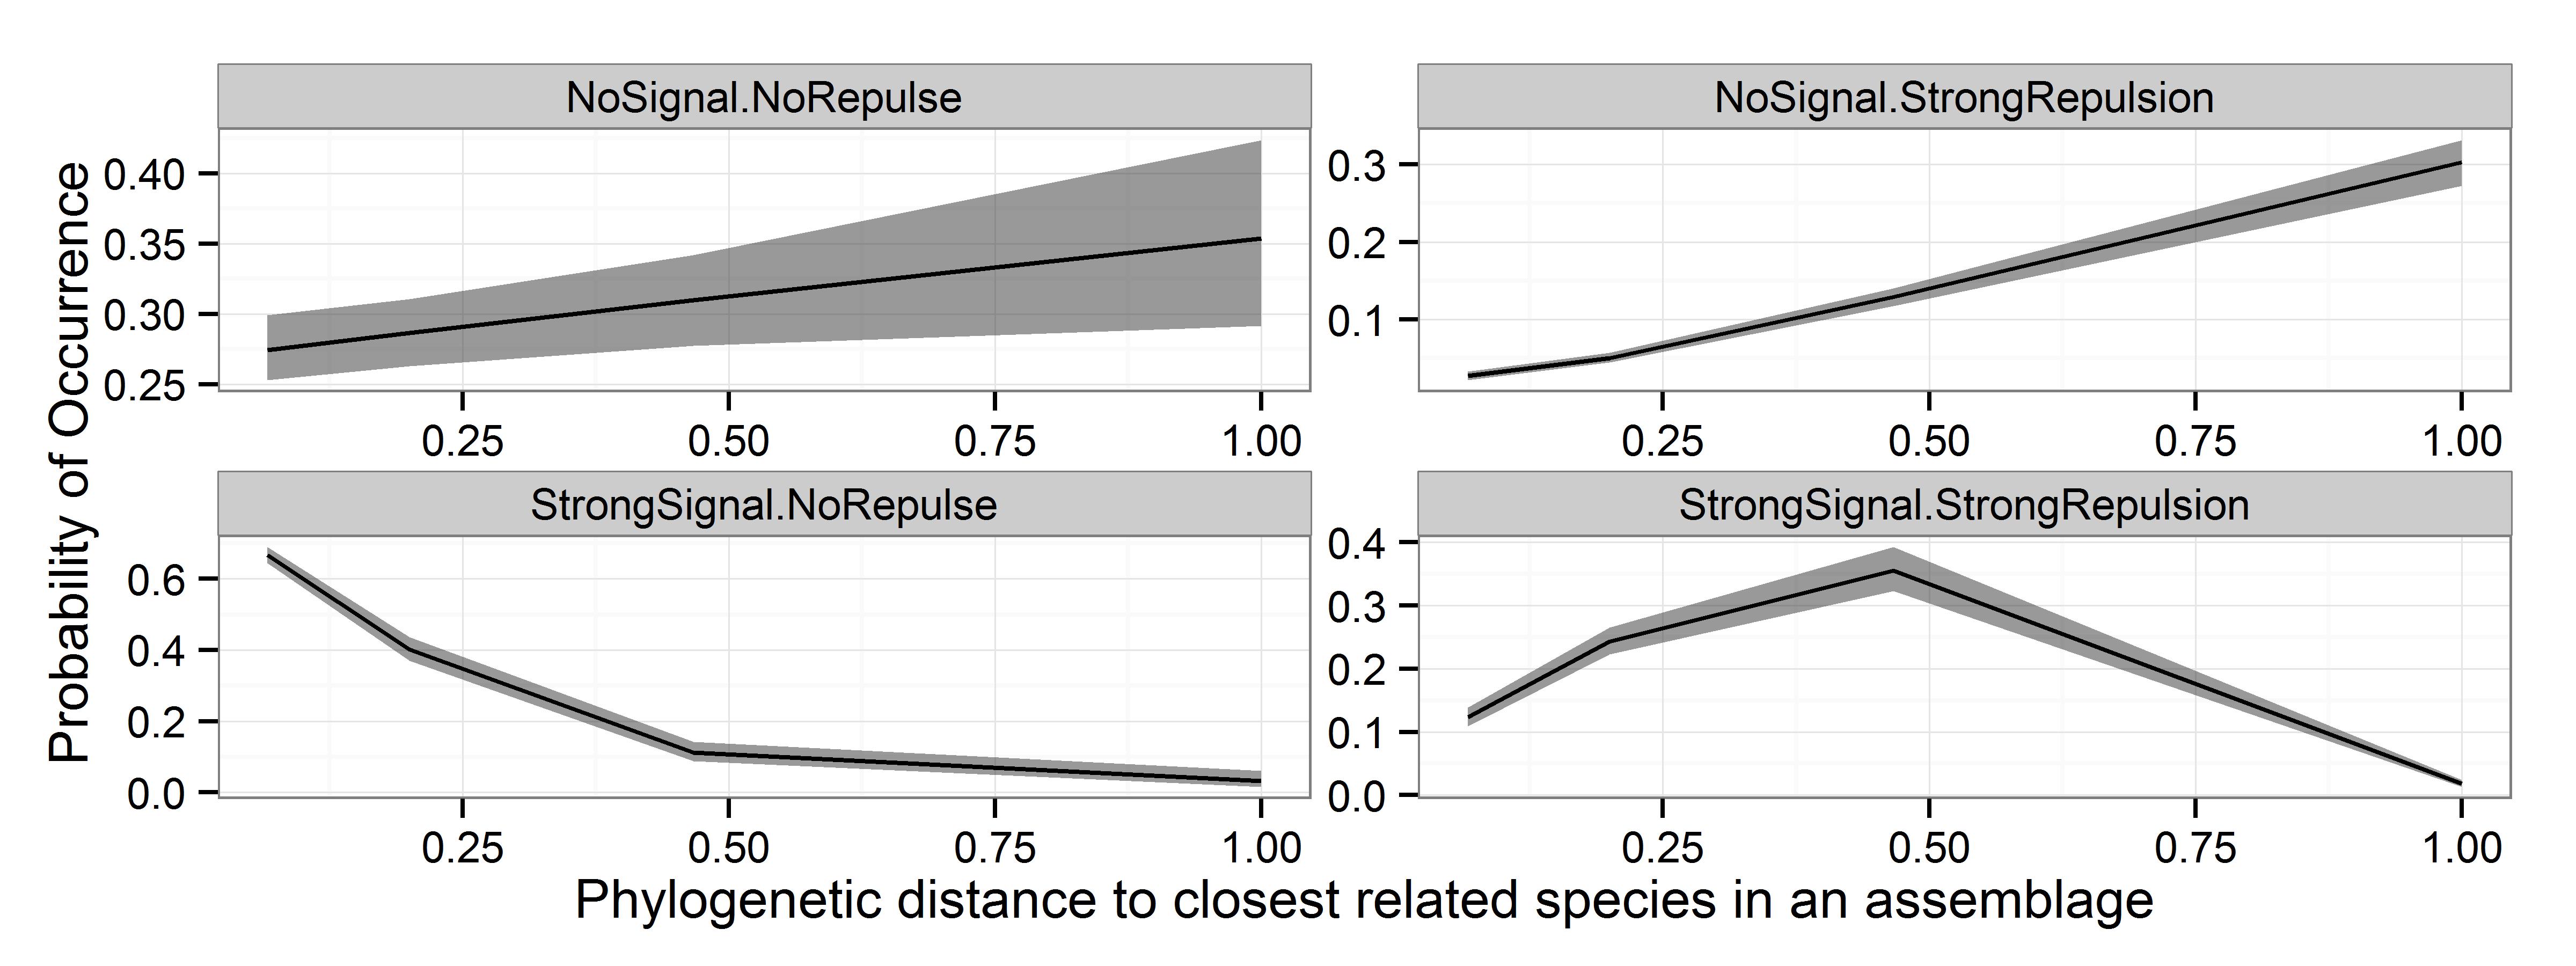 Probability of Occurrence
NoSignal.NoRepulse
0.40
0.35
0.30
0.25
0.25 0.50 0.75 1.00
NoSignal.StrongRepulsion
0.3
0.2
0.1
0.25 0.50 0.75 1.00
StrongSignal.NoRepulse
0.6
0.4
0.2
0.0
0.25 0.50 0.75 1.00
StrongSignal.StrongRepulsion
0.4
0.3
0.2
0.1
0.0
0.25 0.50 0.75 1.00
Phylogenetic distance to closest related species in an assemblage